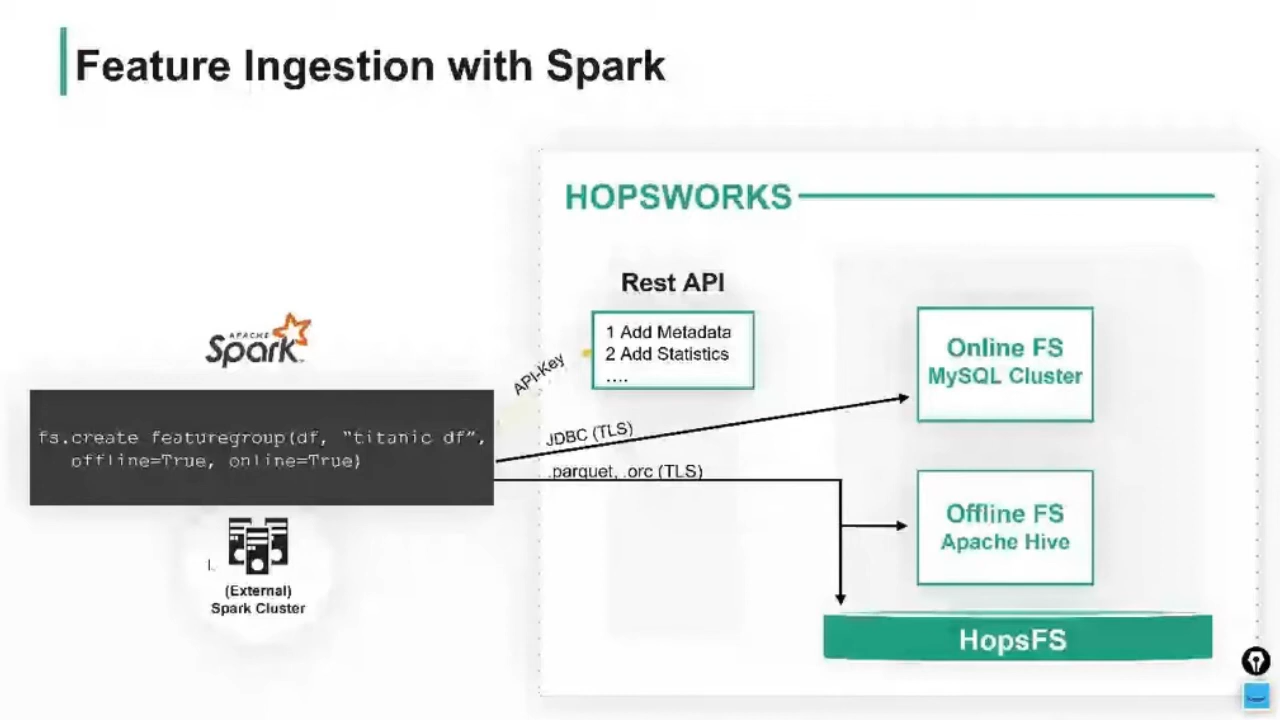 Feature Ingestion with Spark
HOPSWORKS
Rest API
1 Add Metadata
2 Add Statistics
....
APACHE
Spark
API-Key
fs.create featuregroup(df, "titanic df",
offline=True, online=True)
JDBC (TLS)
.parquet, .orc (TLS)
Online FS
MySQL Cluster
Offline FS
Apache Hive
(External)
Spark Cluster
HopsFS